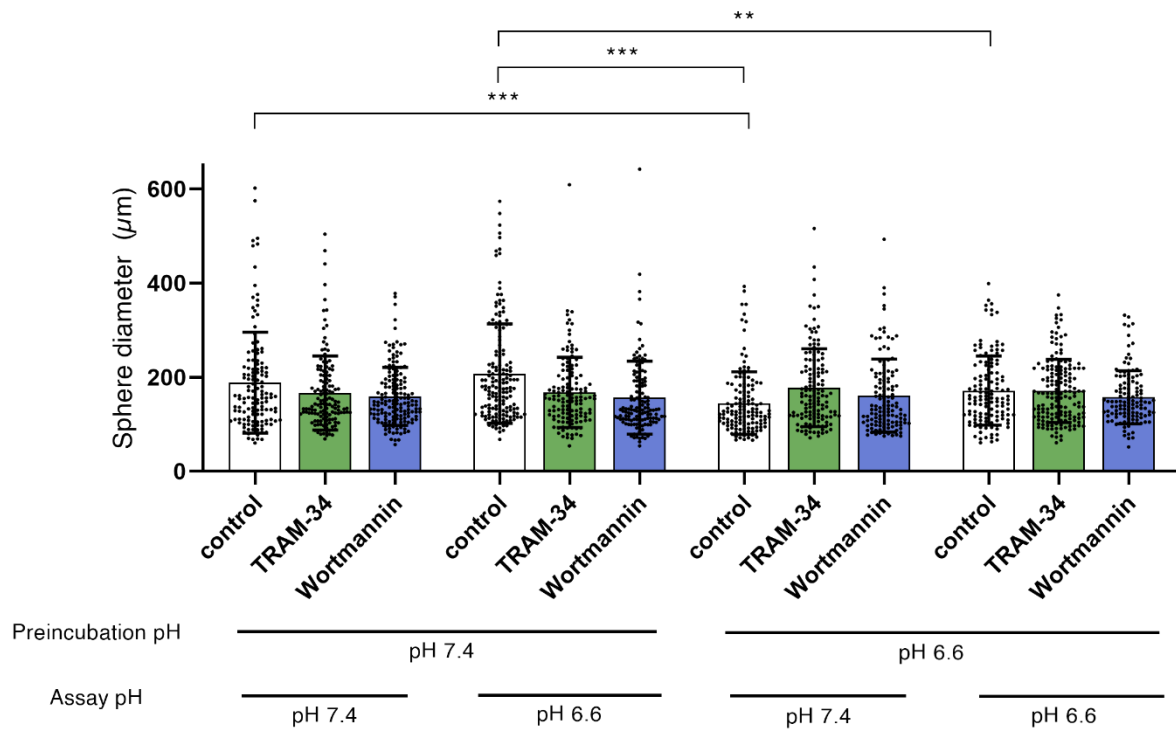 **
***
***
Sphere diameter (µm)
600
400
200
0
control
TRAM-34
Wortmannin
control
TRAM-34
Wortmannin
control
TRAM-34
Wortmannin
control
TRAM-34
Wortmannin
Preincubation pH
pH 7.4
pH 6.6
Assay pH
pH 7.4
pH 6.6
pH 7.4
pH 6.6